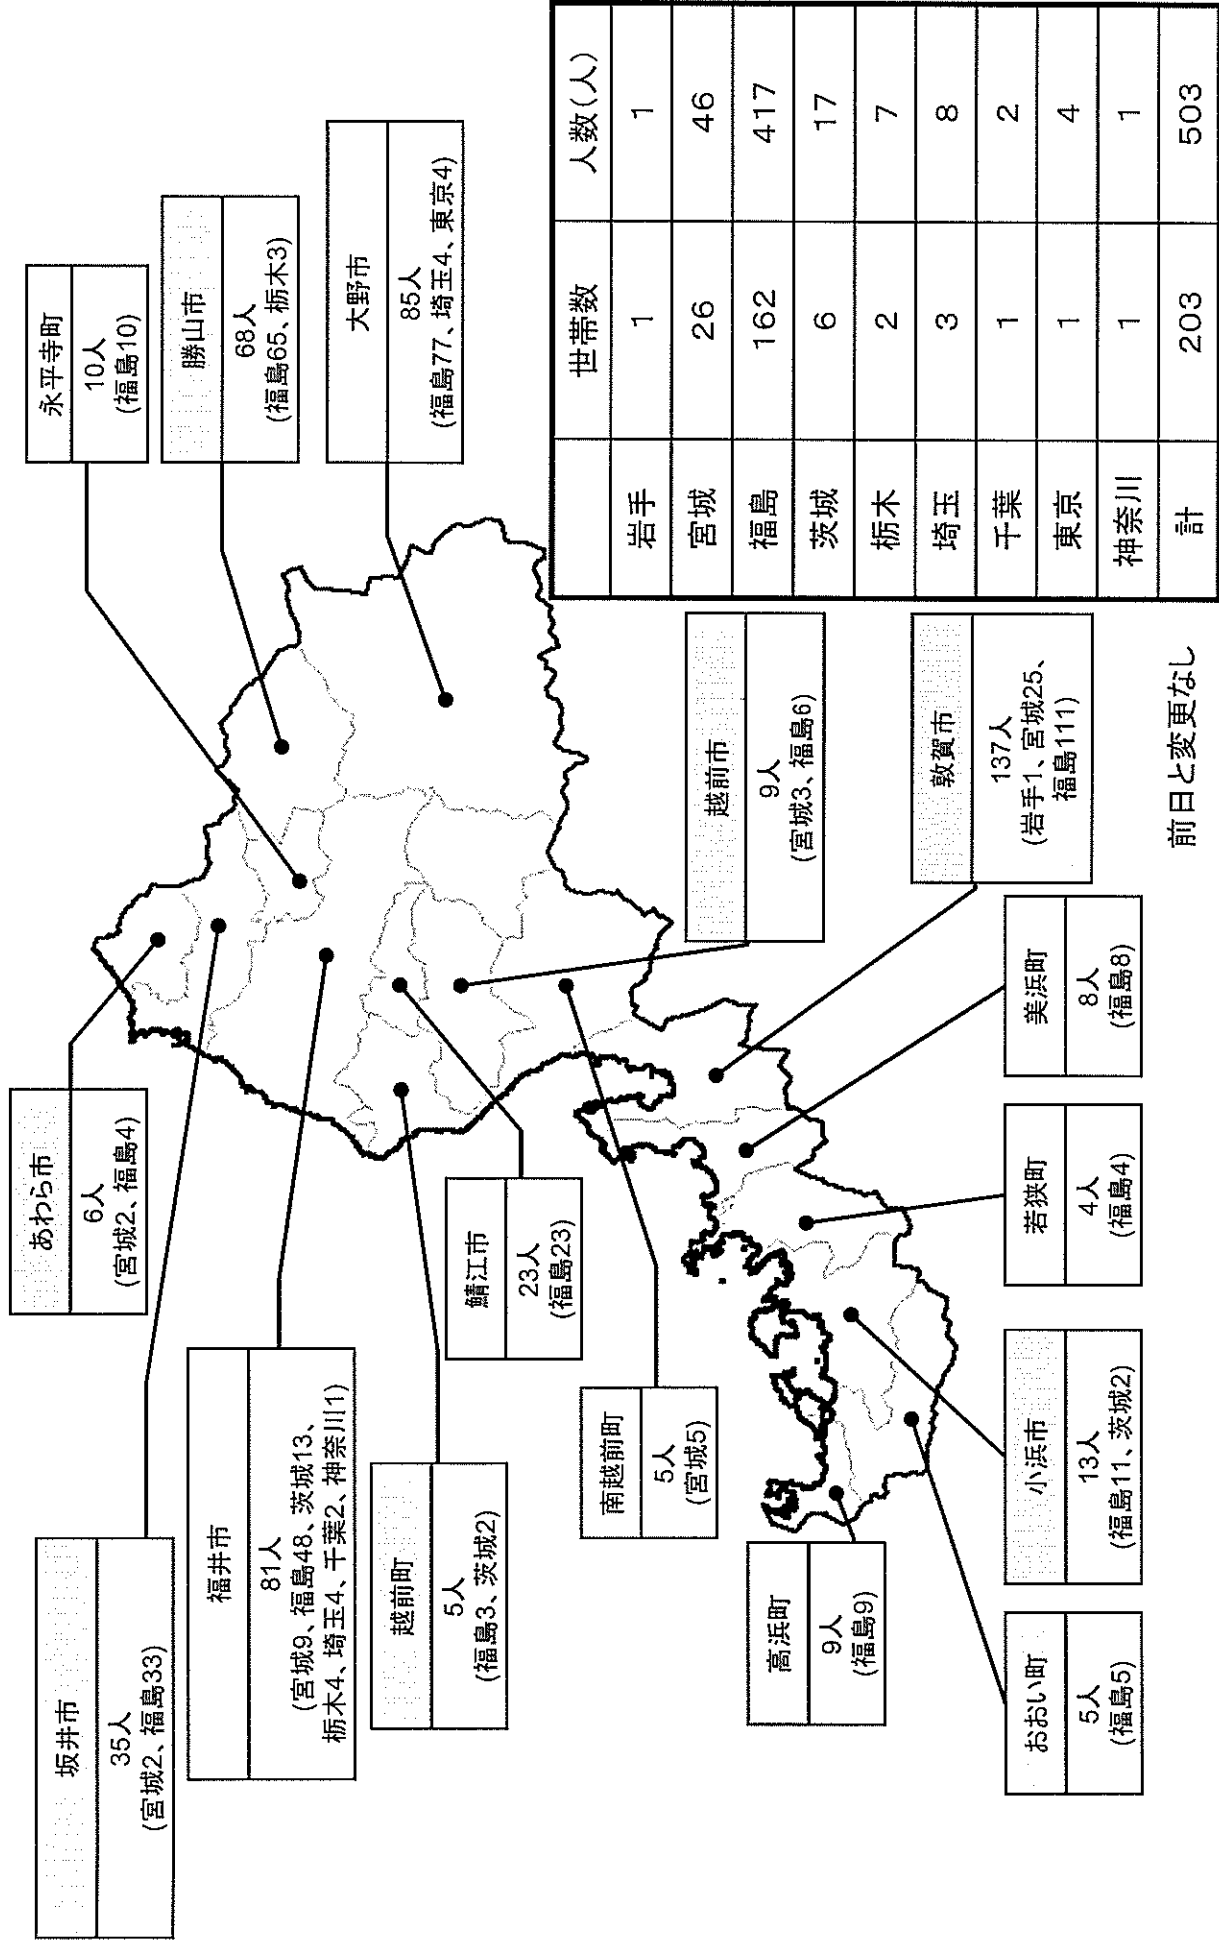 坂井市
35人
(宮城2、福島33)
あわら市
6人
(宮城2、福島4)
永平寺町
10人
(福島10)
勝山市
68人
(福島65、栃木3)
大野市
85人
(福島77、埼玉4、東京4)
福井市
81人
(宮城9、福島48、茨城13、
栃木4、埼玉4、千葉2、神奈川1)
越前町
5人
(福島3、茨城2)
鯖江市
23人
(福島23)
南越前町
5人
(宮城5)
越前市
9人
(宮城3、福島6)
敦賀市
137人
(岩手1、宮城25、
福島111)
高浜町
9人
(福島9)
おおい町
5人
(福島5)
小浜市
13人
(福島11、茨城2)
若狭町
4人
(福島4)
美浜町
8人
(福島8)
世帯数 人数(人)
岩手 1 1
宮城 26 46
福島 162 417
茨城 6 17
栃木 2 7
埼玉 3 8
千葉 1 2
東京 1 4
神奈川 1 1
計 203 503
前日と変更なし